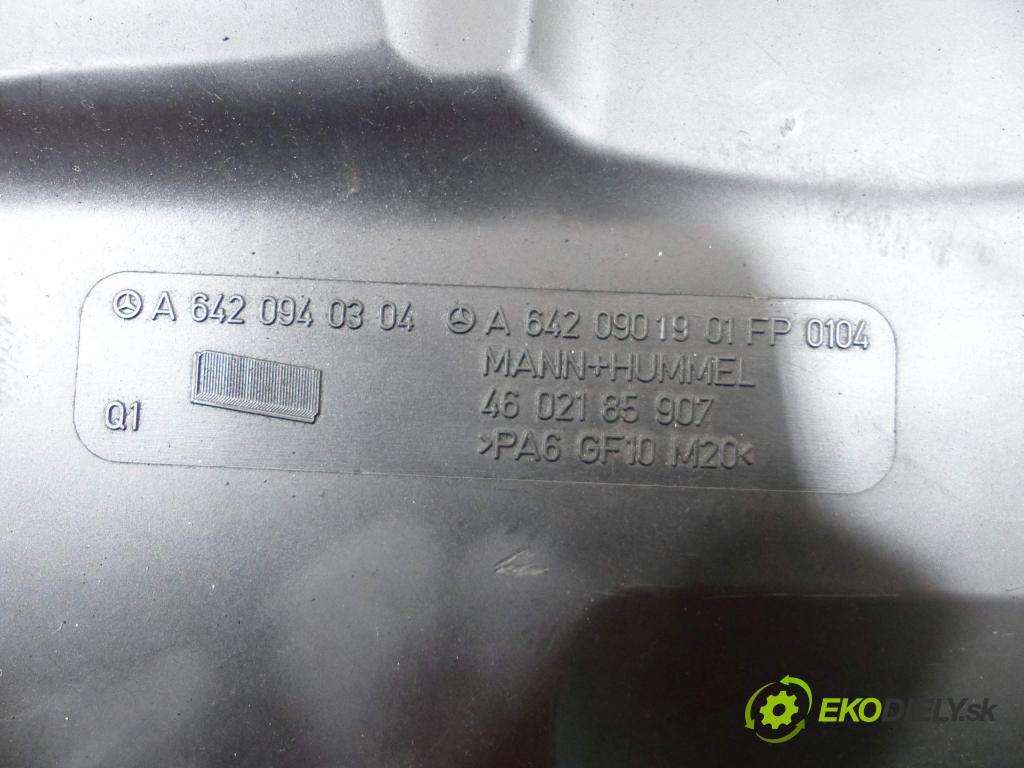 A 642 094 03 04 A 642 090 19 01 FP 0104
MANN+HUMMEL
Q1
46 021 85 907
>PA6 GF10 M20<
EKODIELY.sk